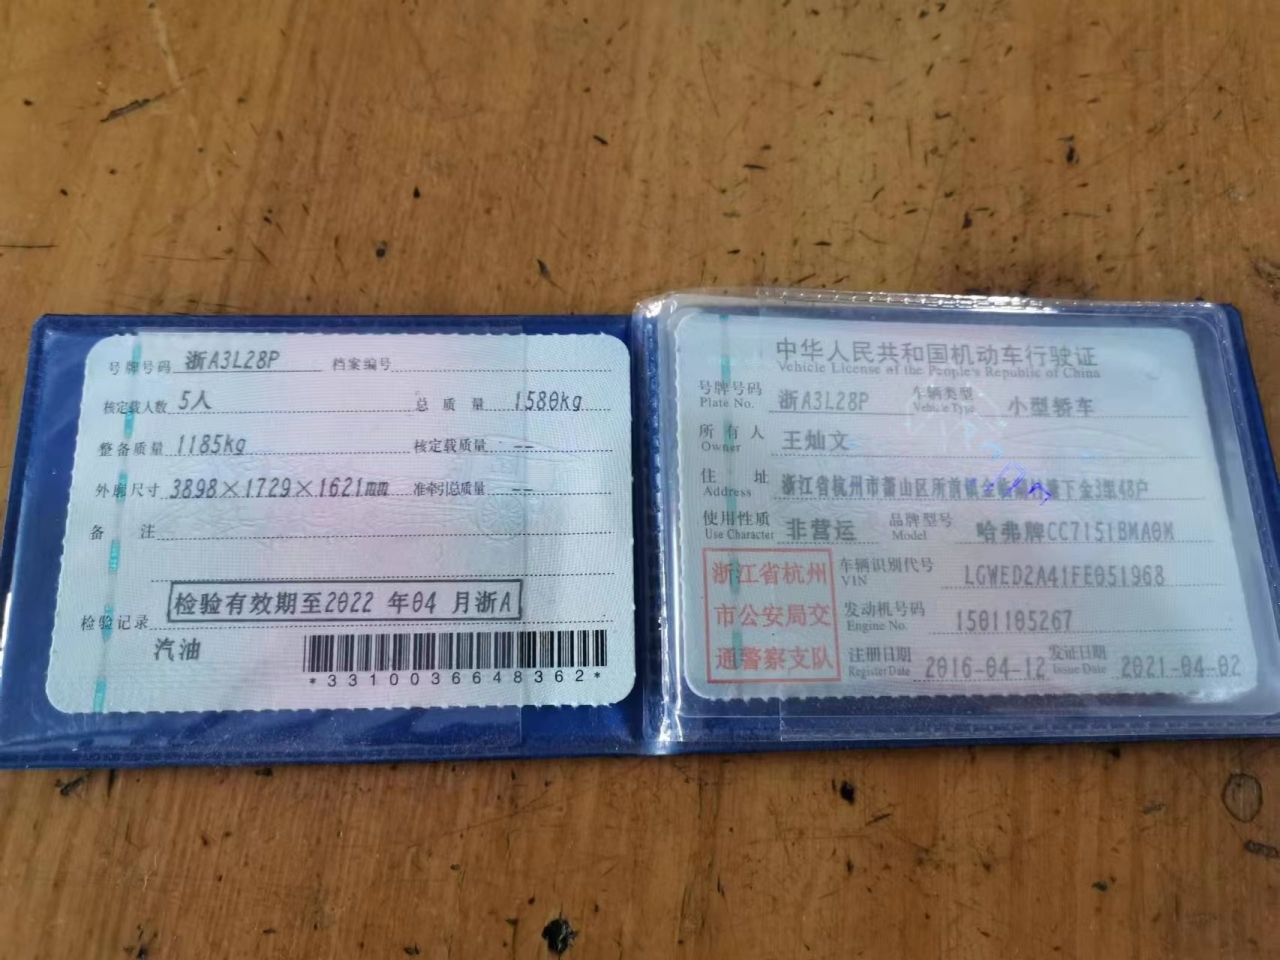 号牌号码 浙A3L28P 档案编号
核定载人数 5人 总质量 1580kg
整备质量 1185kg 核定载质量 --
外廓尺寸 3898×1729×1621mm 准牵引总质量 --
备注
检验记录 检验有效期至2022 年04 月浙A
汽油
*3310036648362*
中华人民共和国机动车行驶证
Vehicle License of the People's Republic of China
号牌号码 浙A3L28P 车辆类型 小型轿车
Plate No. Vehicle Type
所有人 王灿文
Owner
住址 浙江省杭州市萧山区所前镇 下金3组48户
Address
使用性质 非营运 品牌型号 哈弗牌CC7151BMA0M
Use Character Model
浙江省杭州
市公安局交
通警察支队
车辆识别代号 LGWED2A41FE051968
VIN
发动机号码 1501105267
Engine No.
注册日期 2016-04-12 发证日期 2021-04-02
Register Date Issue Date